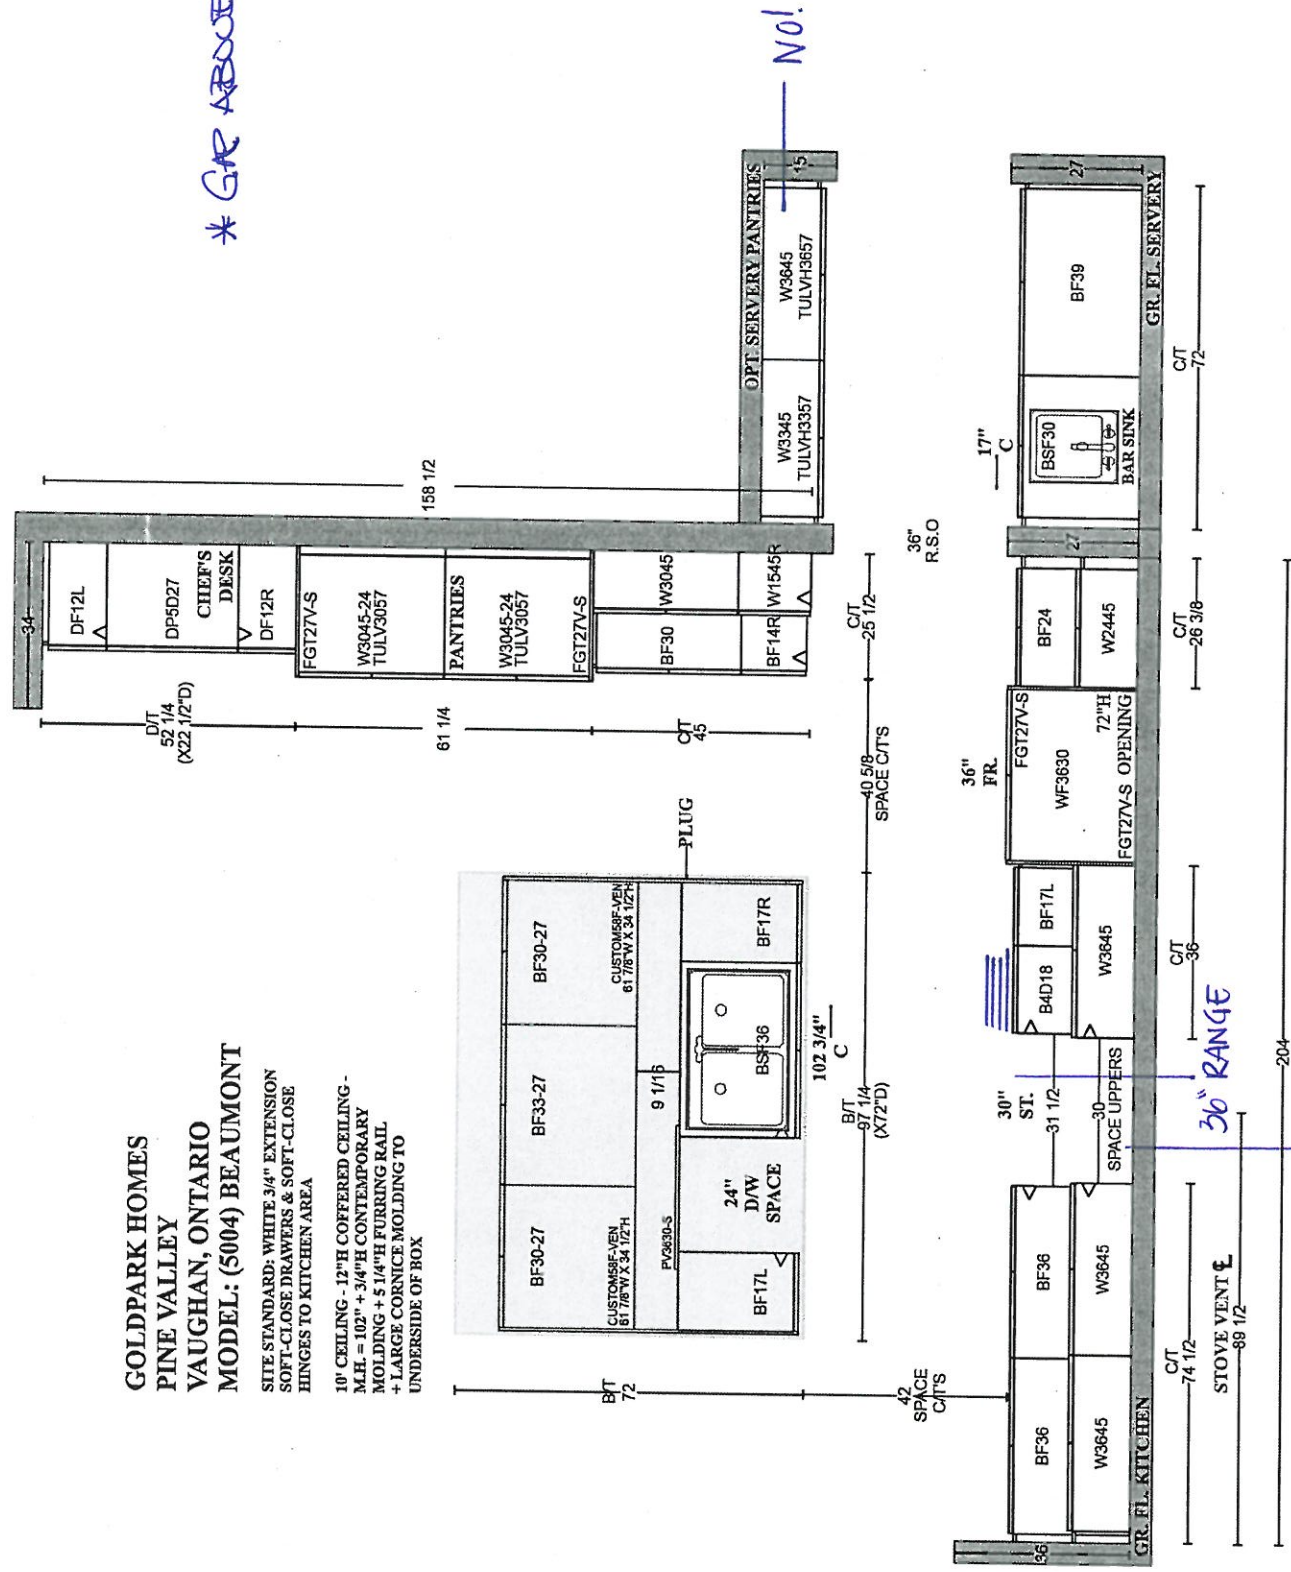 GOLDPARK HOMES
PINE VALLEY
VAUGHAN, ONTARIO
MODEL: (5004) BEAUMONT
SITE STANDARD: WHITE 3/4" EXTENSION
SOFT-CLOSE DRAWERS & SOFT-CLOSE
HINGES TO KITCHEN AREA
10' CEILING - 12"H COFFERED CEILING -
M.H. = 102" + 3/4"H CONTEMPORARY
MOLDING + 5 1/4"H FURRING RAIL
+ LARGE CORNICE MOLDING TO
UNDERSIDE OF BOX
* GAP ABOVE
34
DF12L
DP5D27
CHEF'S
DESK
DF12R
D/T
52 1/4
(X22 1/2"D)
FGT27V-S
W3045-24
TULV3057
PANTRIES
W3045-24
TULV3057
FGT27V-S
61 1/4
BF30
W3045
BF14R
W1545R
C/T
45
C/T
25 1/2
158 1/2
OPT. SERVERY PANTRIES
W3345
TULVH3357
W3645
TULVH3657
15
NO!
36"
R.S.O
BF30-27
BF33-27
BF30-27
CUSTOM58F-VEN
61 7/8"W X 34 1/2"H
CUSTOM58F-VEN
61 7/8"W X 34 1/2"H
PV3630-S
9 1/16
BF17L
24"
D/W
SPACE
BSF36
BF17R
PLUG
102 3/4"
C
B/T
97 1/4
(X72"D)
40 5/8
SPACE C/T'S
B/T
72
42
SPACE
C/T'S
36
BF36
BF36
W3645
W3645
GR. FL. KITCHEN
30"
ST.
31 1/2
30
SPACE UPPERS
B4D18
BF17L
W3645
36"
FR.
FGT27V-S
WF3630
72"H
FGT27V-S OPENING
BF24
W2445
27
17"
C
BSF30
BAR SINK
BF39
27
GR. FL. SERVERY
C/T
74 1/2
C/T
36
C/T
26 3/8
C/T
72
STOVE VENT ℄
89 1/2
36" RANGE
204